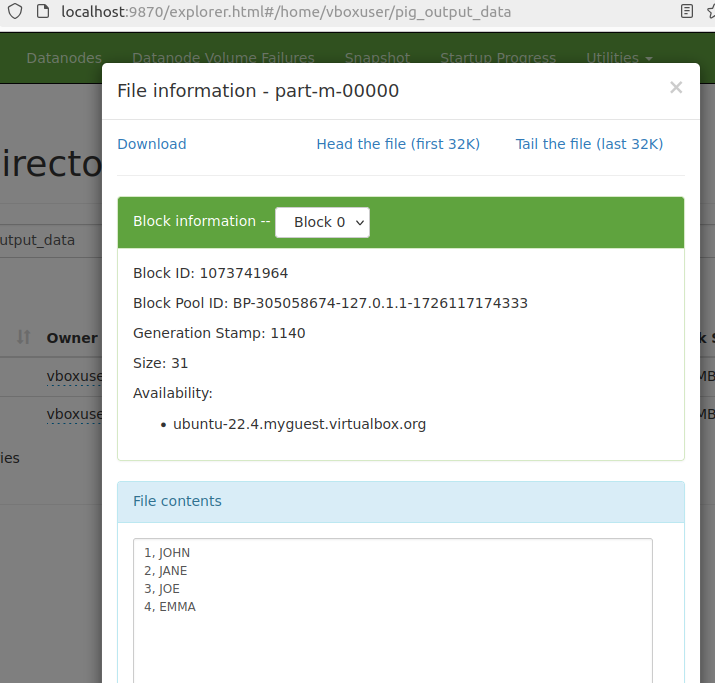 localhost:9870/explorer.html#/home/vboxuser/pig_output_data
Datanodes Datanode Volume Failures Snapshot Startup Progress Utilities
File information - part-m-00000
×
Download Head the file (first 32K) Tail the file (last 32K)
irecto
Block information -- Block 0
utput_data
Block ID: 1073741964
Block Pool ID: BP-305058674-127.0.1.1-1726117174333
Generation Stamp: 1140
Owner
k S
Size: 31
vboxuse
MB
Availability:
vboxuse
MB
• ubuntu-22.4.myguest.virtualbox.org
ies
File contents
1, JOHN
2, JANE
3, JOE
4, EMMA